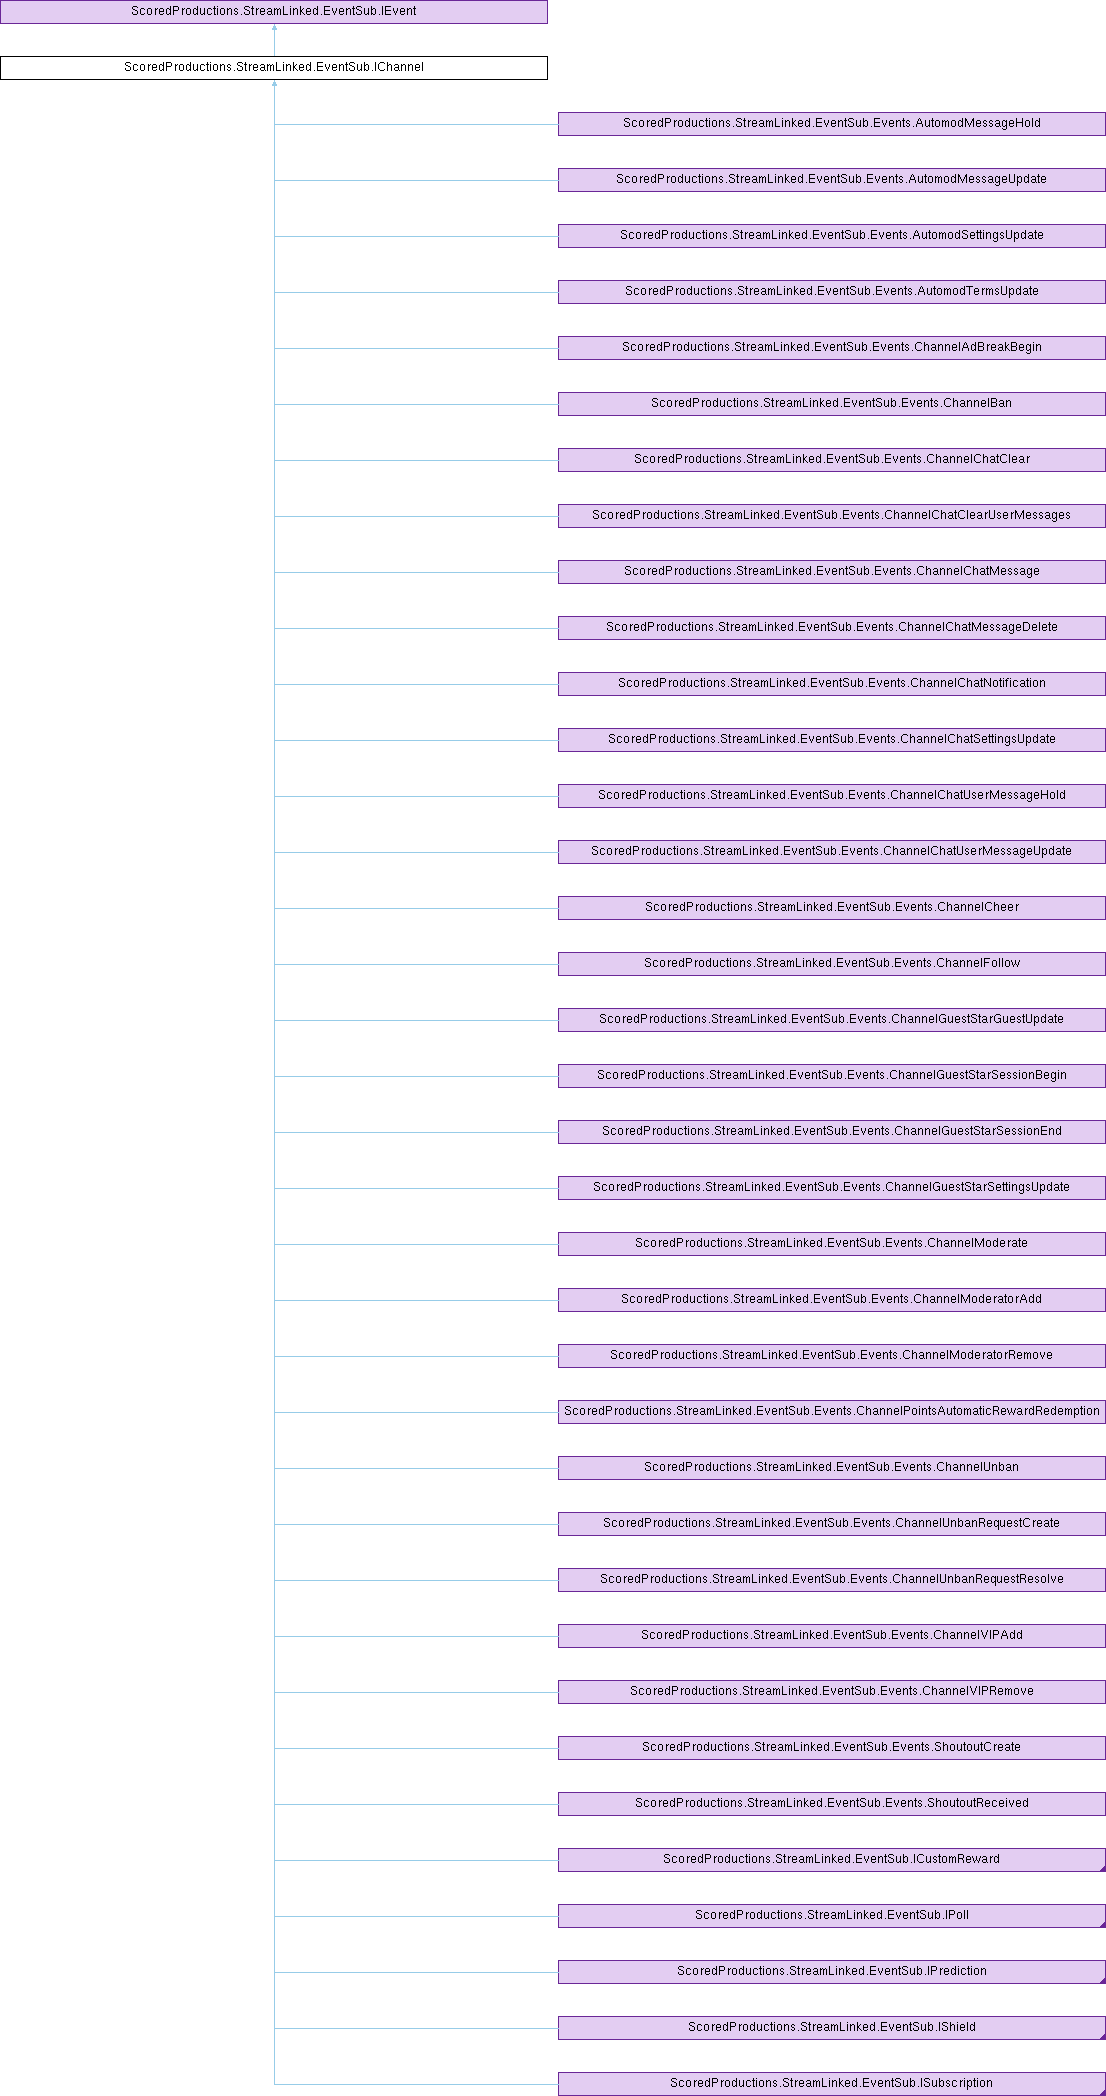 ScoredProductions.StreamLinked.EventSub.IEvent
ScoredProductions.StreamLinked.EventSub.IChannel
ScoredProductions.StreamLinked.EventSub.Events.AutomodMessageHold
ScoredProductions.StreamLinked.EventSub.Events.AutomodMessageUpdate
ScoredProductions.StreamLinked.EventSub.Events.AutomodSettingsUpdate
ScoredProductions.StreamLinked.EventSub.Events.AutomodTermsUpdate
ScoredProductions.StreamLinked.EventSub.Events.ChannelAdBreakBegin
ScoredProductions.StreamLinked.EventSub.Events.ChannelBan
ScoredProductions.StreamLinked.EventSub.Events.ChannelChatClear
ScoredProductions.StreamLinked.EventSub.Events.ChannelChatClearUserMessages
ScoredProductions.StreamLinked.EventSub.Events.ChannelChatMessage
ScoredProductions.StreamLinked.EventSub.Events.ChannelChatMessageDelete
ScoredProductions.StreamLinked.EventSub.Events.ChannelChatNotification
ScoredProductions.StreamLinked.EventSub.Events.ChannelChatSettingsUpdate
ScoredProductions.StreamLinked.EventSub.Events.ChannelChatUserMessageHold
ScoredProductions.StreamLinked.EventSub.Events.ChannelChatUserMessageUpdate
ScoredProductions.StreamLinked.EventSub.Events.ChannelCheer
ScoredProductions.StreamLinked.EventSub.Events.ChannelFollow
ScoredProductions.StreamLinked.EventSub.Events.ChannelGuestStarGuestUpdate
ScoredProductions.StreamLinked.EventSub.Events.ChannelGuestStarSessionBegin
ScoredProductions.StreamLinked.EventSub.Events.ChannelGuestStarSessionEnd
ScoredProductions.StreamLinked.EventSub.Events.ChannelGuestStarSettingsUpdate
ScoredProductions.StreamLinked.EventSub.Events.ChannelModerate
ScoredProductions.StreamLinked.EventSub.Events.ChannelModeratorAdd
ScoredProductions.StreamLinked.EventSub.Events.ChannelModeratorRemove
ScoredProductions.StreamLinked.EventSub.Events.ChannelPointsAutomaticRewardRedemption
ScoredProductions.StreamLinked.EventSub.Events.ChannelUnban
ScoredProductions.StreamLinked.EventSub.Events.ChannelUnbanRequestCreate
ScoredProductions.StreamLinked.EventSub.Events.ChannelUnbanRequestResolve
ScoredProductions.StreamLinked.EventSub.Events.ChannelVIPAdd
ScoredProductions.StreamLinked.EventSub.Events.ChannelVIPRemove
ScoredProductions.StreamLinked.EventSub.Events.ShoutoutCreate
ScoredProductions.StreamLinked.EventSub.Events.ShoutoutReceived
ScoredProductions.StreamLinked.EventSub.ICustomReward
ScoredProductions.StreamLinked.EventSub.IPoll
ScoredProductions.StreamLinked.EventSub.IPrediction
ScoredProductions.StreamLinked.EventSub.IShield
ScoredProductions.StreamLinked.EventSub.ISubscription